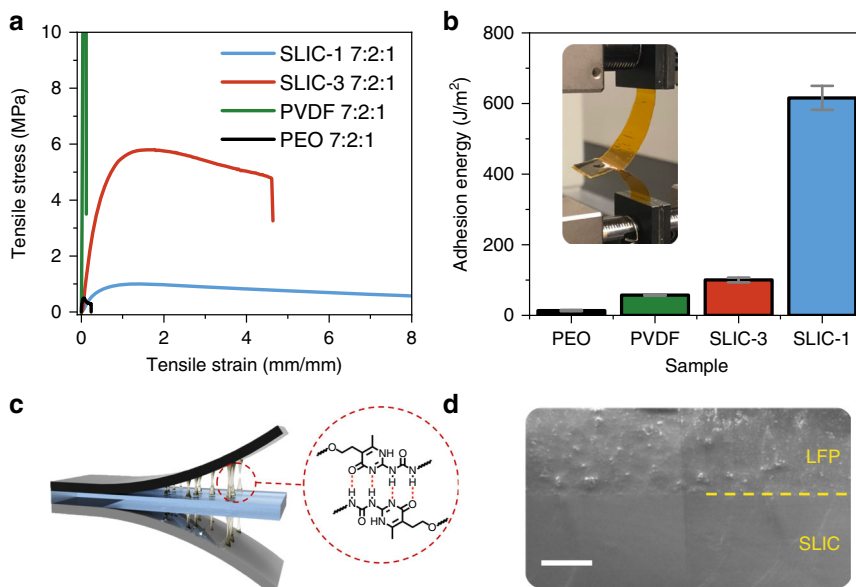 a
10
8
6
4
2
0
Tensile stress (MPa)
SLIC-1 7:2:1
SLIC-3 7:2:1
PVDF 7:2:1
PEO 7:2:1
0
2
4
6
8
Tensile strain (mm/mm)
b
800
600
400
200
0
Adhesion energy (J/m²)
PEO
PVDF
SLIC-3
SLIC-1
Sample
c
O
NH
O
O
N
N
N
H
H
H
H
H
N
N
N
O
O
HN
O
d
LFP
SLIC